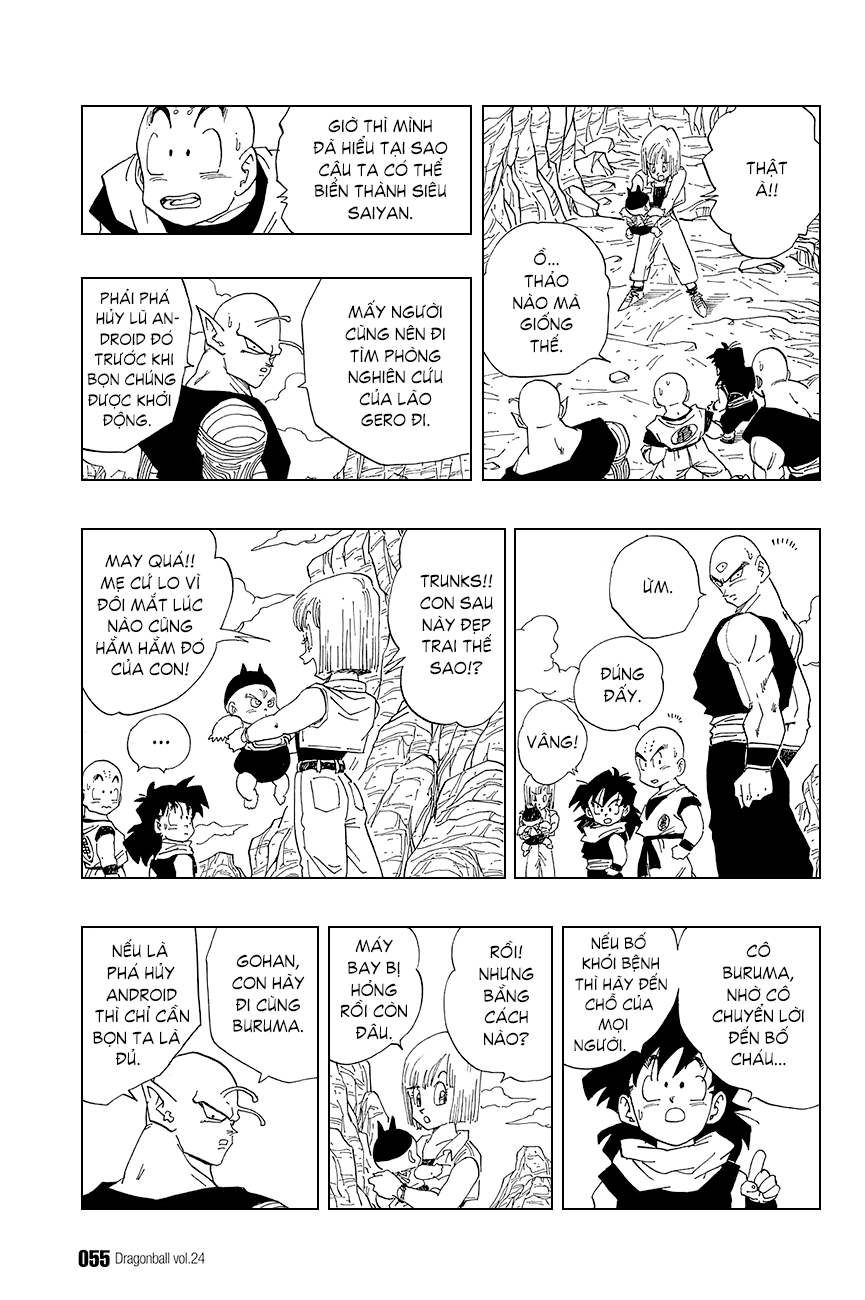 THẬT
À!!
Ồ...
THẢO
NÀO MÀ
GIỐNG
THẾ.
GIỜ THÌ MÌNH
ĐÃ HIỂU TẠI SAO
CẬU TA CÓ THỂ
BIẾN THÀNH SIÊU
SAIYAN.
MẤY NGƯỜI
CŨNG NÊN ĐI
TÌM PHÒNG
NGHIÊN CỨU
CỦA LÃO
GERO ĐI.
PHẢI PHÁ
HỦY LŨ AN-
DROID ĐÓ
TRƯỚC KHI
BỌN CHÚNG
ĐƯỢC KHỞI
ĐỘNG.
ỪM.
ĐÚNG
ĐẤY.
VÂNG!
TRUNKS!!
CON SAU
NÀY ĐẸP
TRAI THẾ
SAO!?
MAY QUÁ!!
MẸ CỨ LO VÌ
ĐÔI MẮT LÚC
NÀO CŨNG
HẰM HẰM ĐÓ
CỦA CON!
...
CÔ
BURUMA,
NHỜ CÔ
CHUYỂN LỜI
ĐẾN BỐ
CHÁU...
NẾU BỐ
KHỎI BỆNH
THÌ HÃY ĐẾN
CHỖ CỦA
MỌI
NGƯỜI.
RỒI!
NHƯNG
BẰNG
CÁCH
NÀO?
MÁY
BAY BỊ
HỎNG
RỒI CÒN
ĐÂU.
GOHAN,
CON HÃY
ĐI CÙNG
BURUMA.
NẾU LÀ
PHÁ HỦY
ANDROID
THÌ CHỈ CẦN
BỌN TA LÀ
ĐỦ.
055 Dragonball vol.24